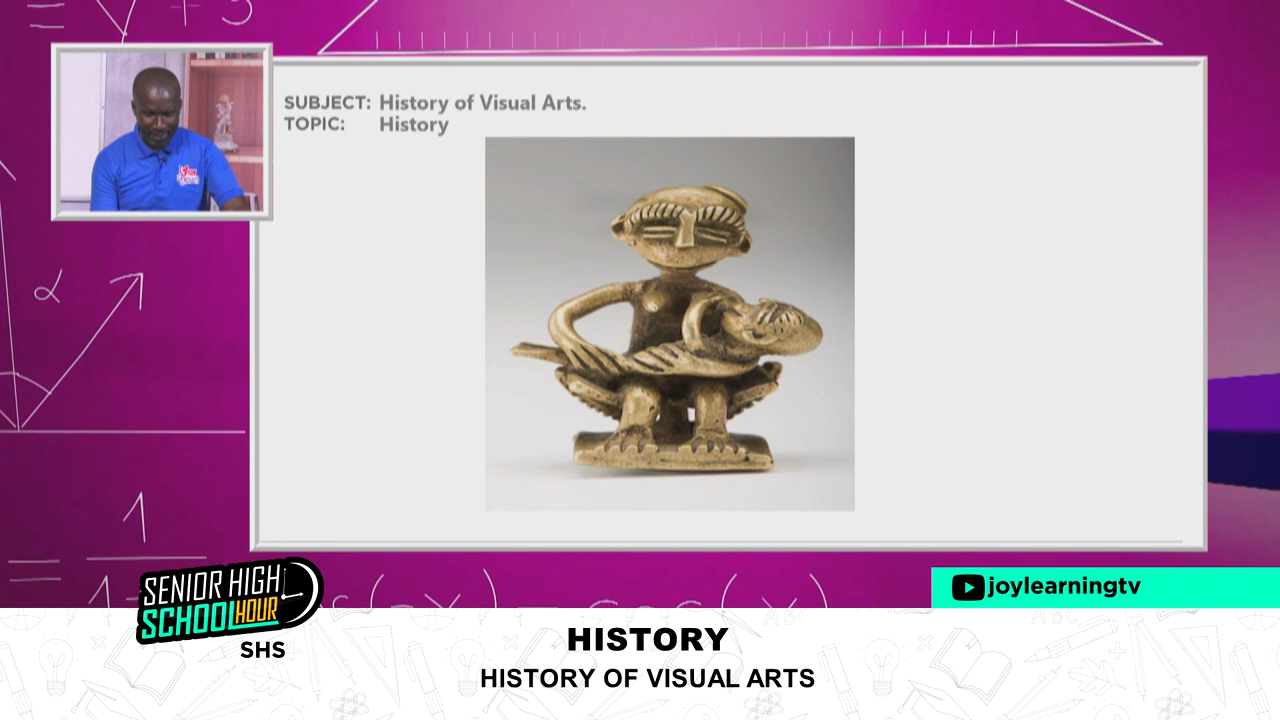 SUBJECT: History of Visual Arts.
TOPIC: History
SENIOR HIGH
SCHOOL HOUR
SHS
joylearningtv
HISTORY
HISTORY OF VISUAL ARTS